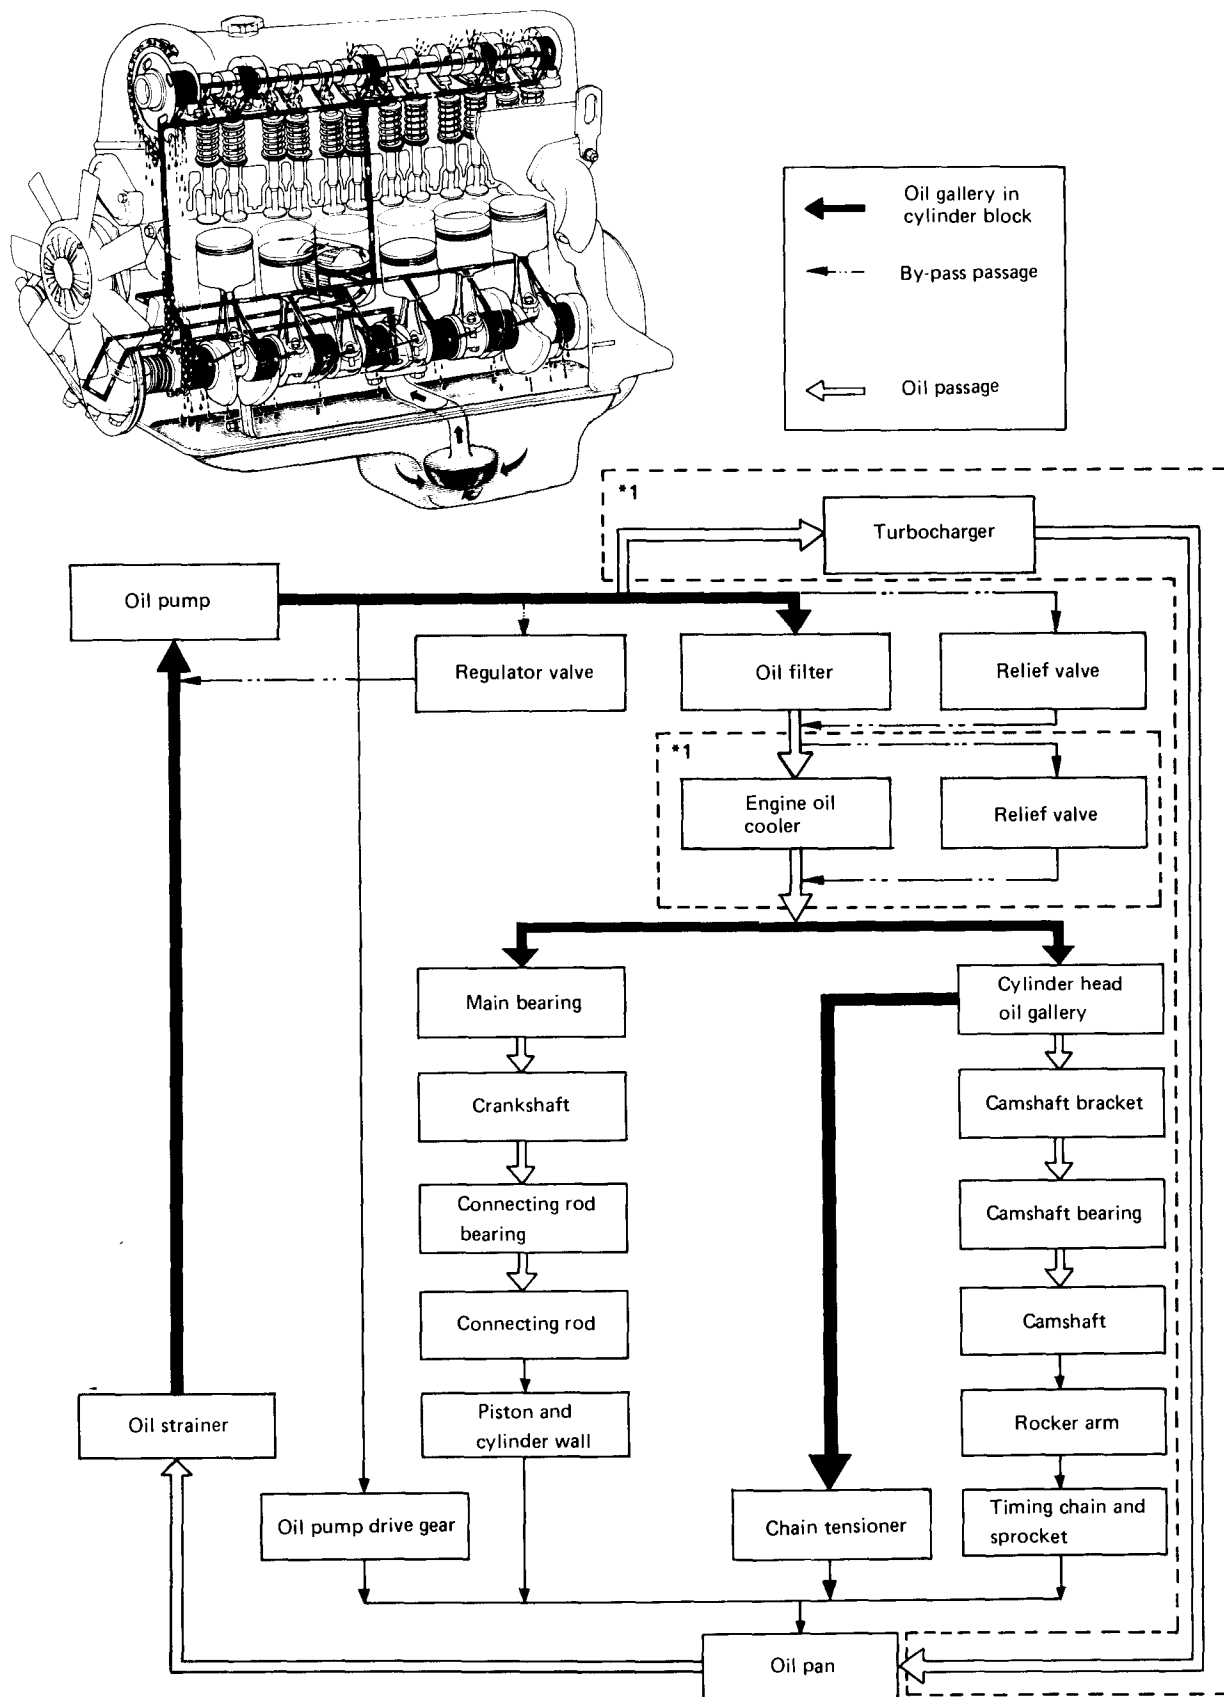 Oil gallery in
cylinder block
By-pass passage
Oil passage
*1
Turbocharger
Oil pump
Regulator valve
Oil filter
Relief valve
*1
Engine oil
cooler
Relief valve
Main bearing
Cylinder head
oil gallery
Crankshaft
Camshaft bracket
Connecting rod
bearing
Camshaft bearing
Connecting rod
Camshaft
Oil strainer
Piston and
cylinder wall
Rocker arm
Oil pump drive gear
Chain tensioner
Timing chain and
sprocket
Oil pan